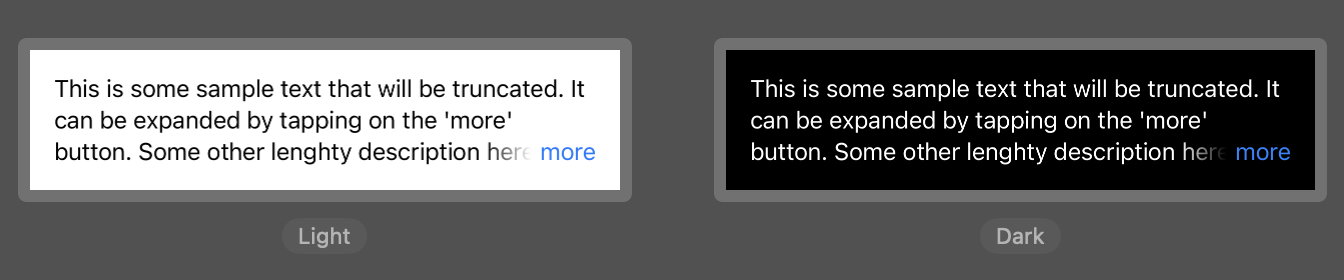 This is some sample text that will be truncated. It
can be expanded by tapping on the 'more'
button. Some other lenghty description here more
Light
This is some sample text that will be truncated. It
can be expanded by tapping on the 'more'
button. Some other lenghty description here more
Dark